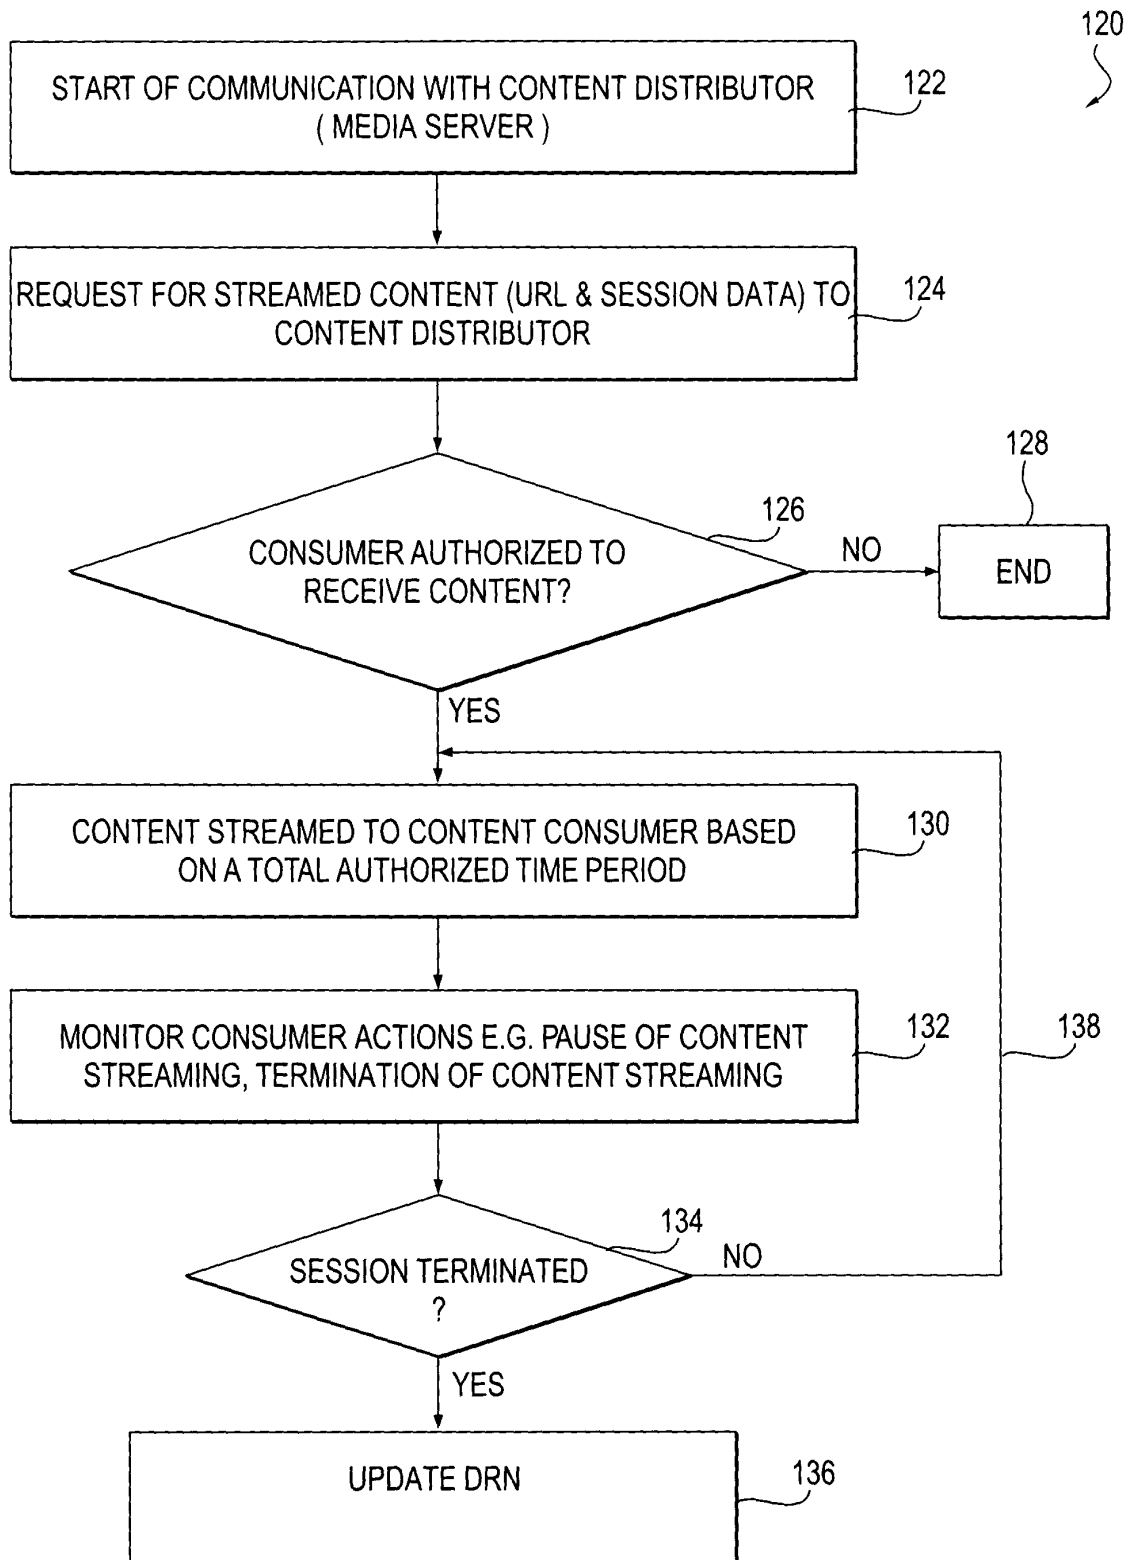 120
START OF COMMUNICATION WITH CONTENT DISTRIBUTOR
( MEDIA SERVER )
122
REQUEST FOR STREAMED CONTENT (URL & SESSION DATA) TO
CONTENT DISTRIBUTOR
124
CONSUMER AUTHORIZED TO
RECEIVE CONTENT?
126
NO
128
END
YES
CONTENT STREAMED TO CONTENT CONSUMER BASED
ON A TOTAL AUTHORIZED TIME PERIOD
130
MONITOR CONSUMER ACTIONS E.G. PAUSE OF CONTENT
STREAMING, TERMINATION OF CONTENT STREAMING
132
138
SESSION TERMINATED
?
134
NO
YES
UPDATE DRN
136